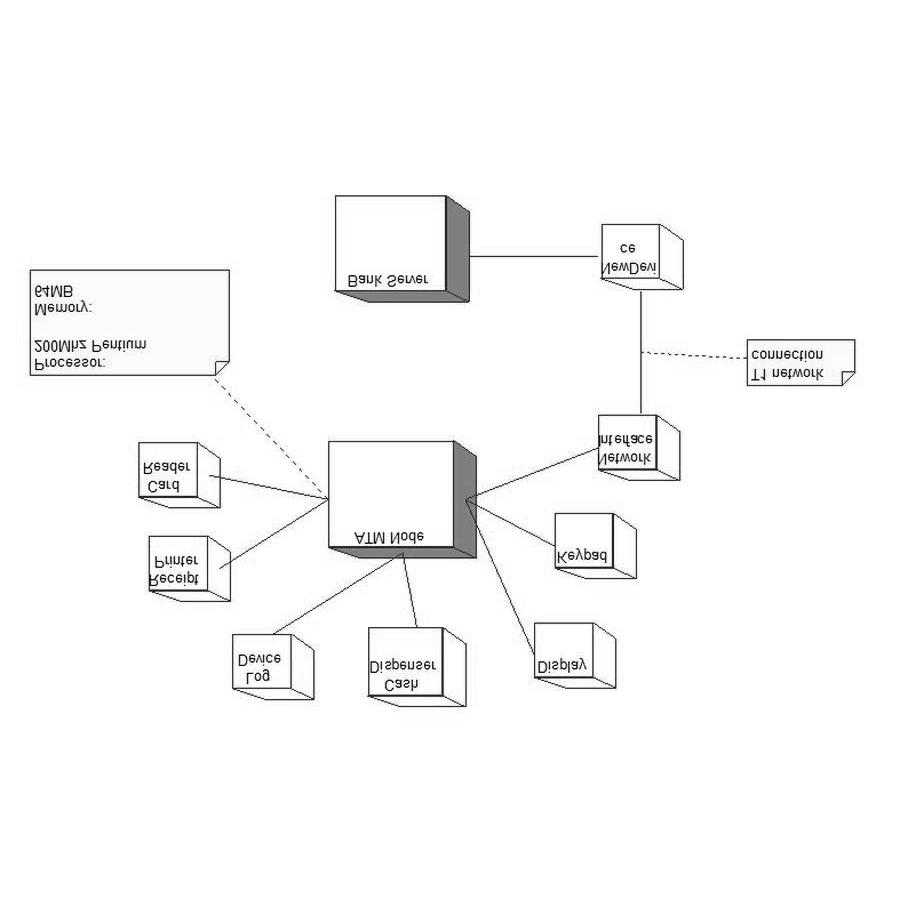 Log
Device
Cash
Dispenser
Display
Receipt
Printer
Keypad
ATM Node
Card
Reader
Network
Interface
Processor:
200Mhz Pentium
Memory:
64MB
T1 network
connection
Bank Server
NewDevi
ce